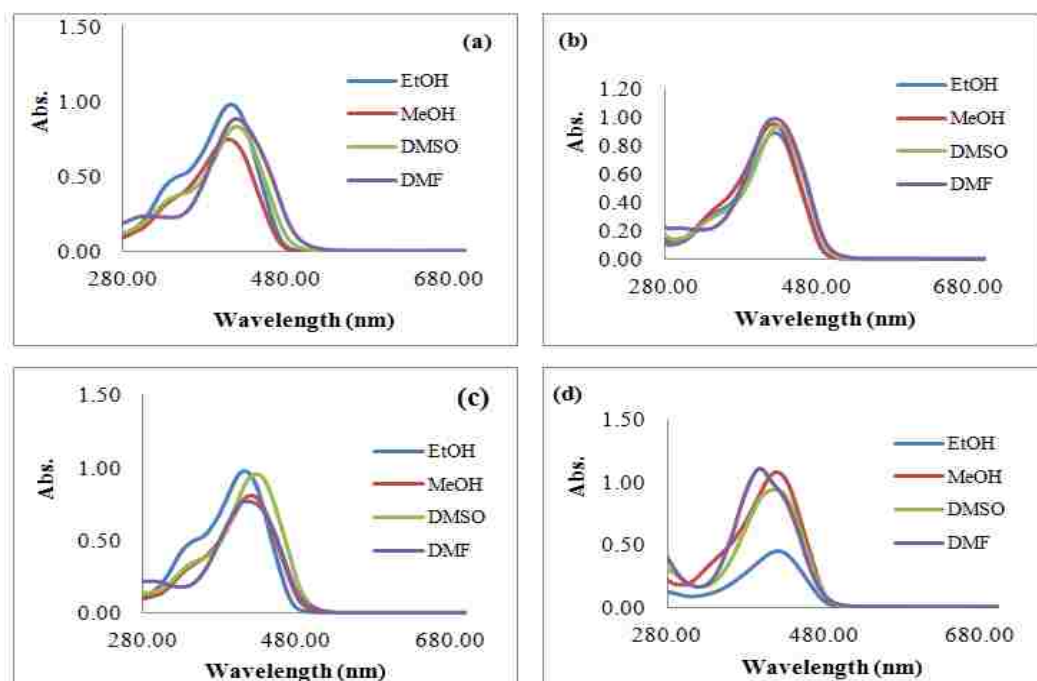 (a)
1.50
1.00
0.50
0.00
Abs.
EtOH
MeOH
DMSO
DMF
280.00 480.00 680.00
Wavelength (nm)
(b)
1.20
1.00
0.80
0.60
0.40
0.20
0.00
Abs.
EtOH
MeOH
DMSO
DMF
280.00 480.00 680.00
Wavelength (nm)
(c)
1.50
1.00
0.50
0.00
Abs.
EtOH
MeOH
DMSO
DMF
280.00 480.00 680.00
Wavelength (nm)
(d)
1.50
1.00
0.50
0.00
Abs.
EtOH
MeOH
DMSO
DMF
280.00 480.00 680.00
Wavelength (nm)